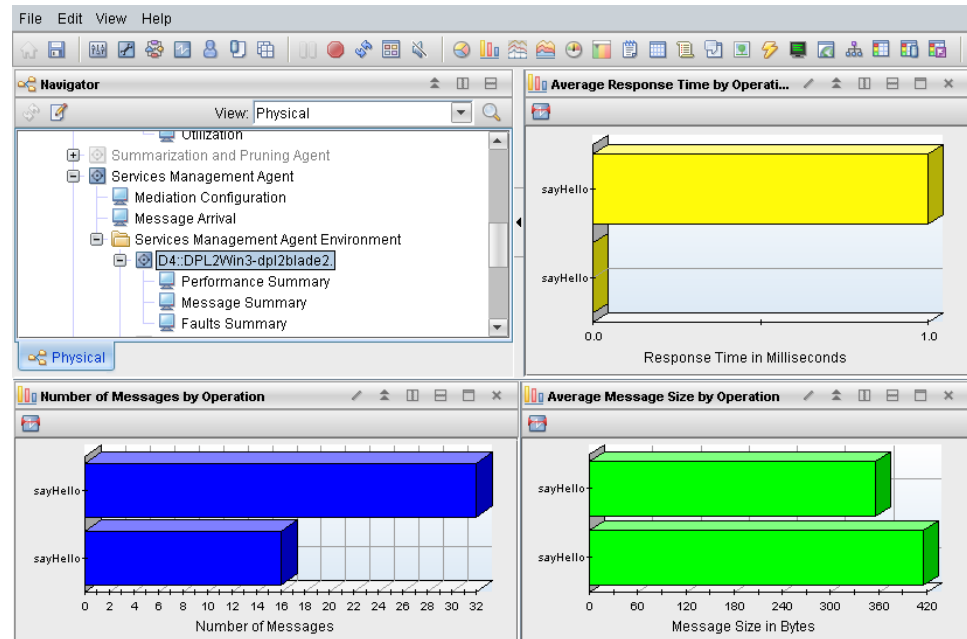 File Edit View Help
Navigator
View: Physical
Utilization
Summarization and Pruning Agent
Services Management Agent
Mediation Configuration
Message Arrival
Services Management Agent Environment
D4::DPL2Win3-dpl2blade2.
Performance Summary
Message Summary
Faults Summary
Physical
Average Response Time by Operati...
sayHello
sayHello
0.0 1.0
Response Time in Milliseconds
Number of Messages by Operation
sayHello
sayHello
0 2 4 6 8 10 12 14 16 18 20 22 24 26 28 30 32
Number of Messages
Average Message Size by Operation
sayHello
sayHello
0 60 120 180 240 300 360 420
Message Size in Bytes